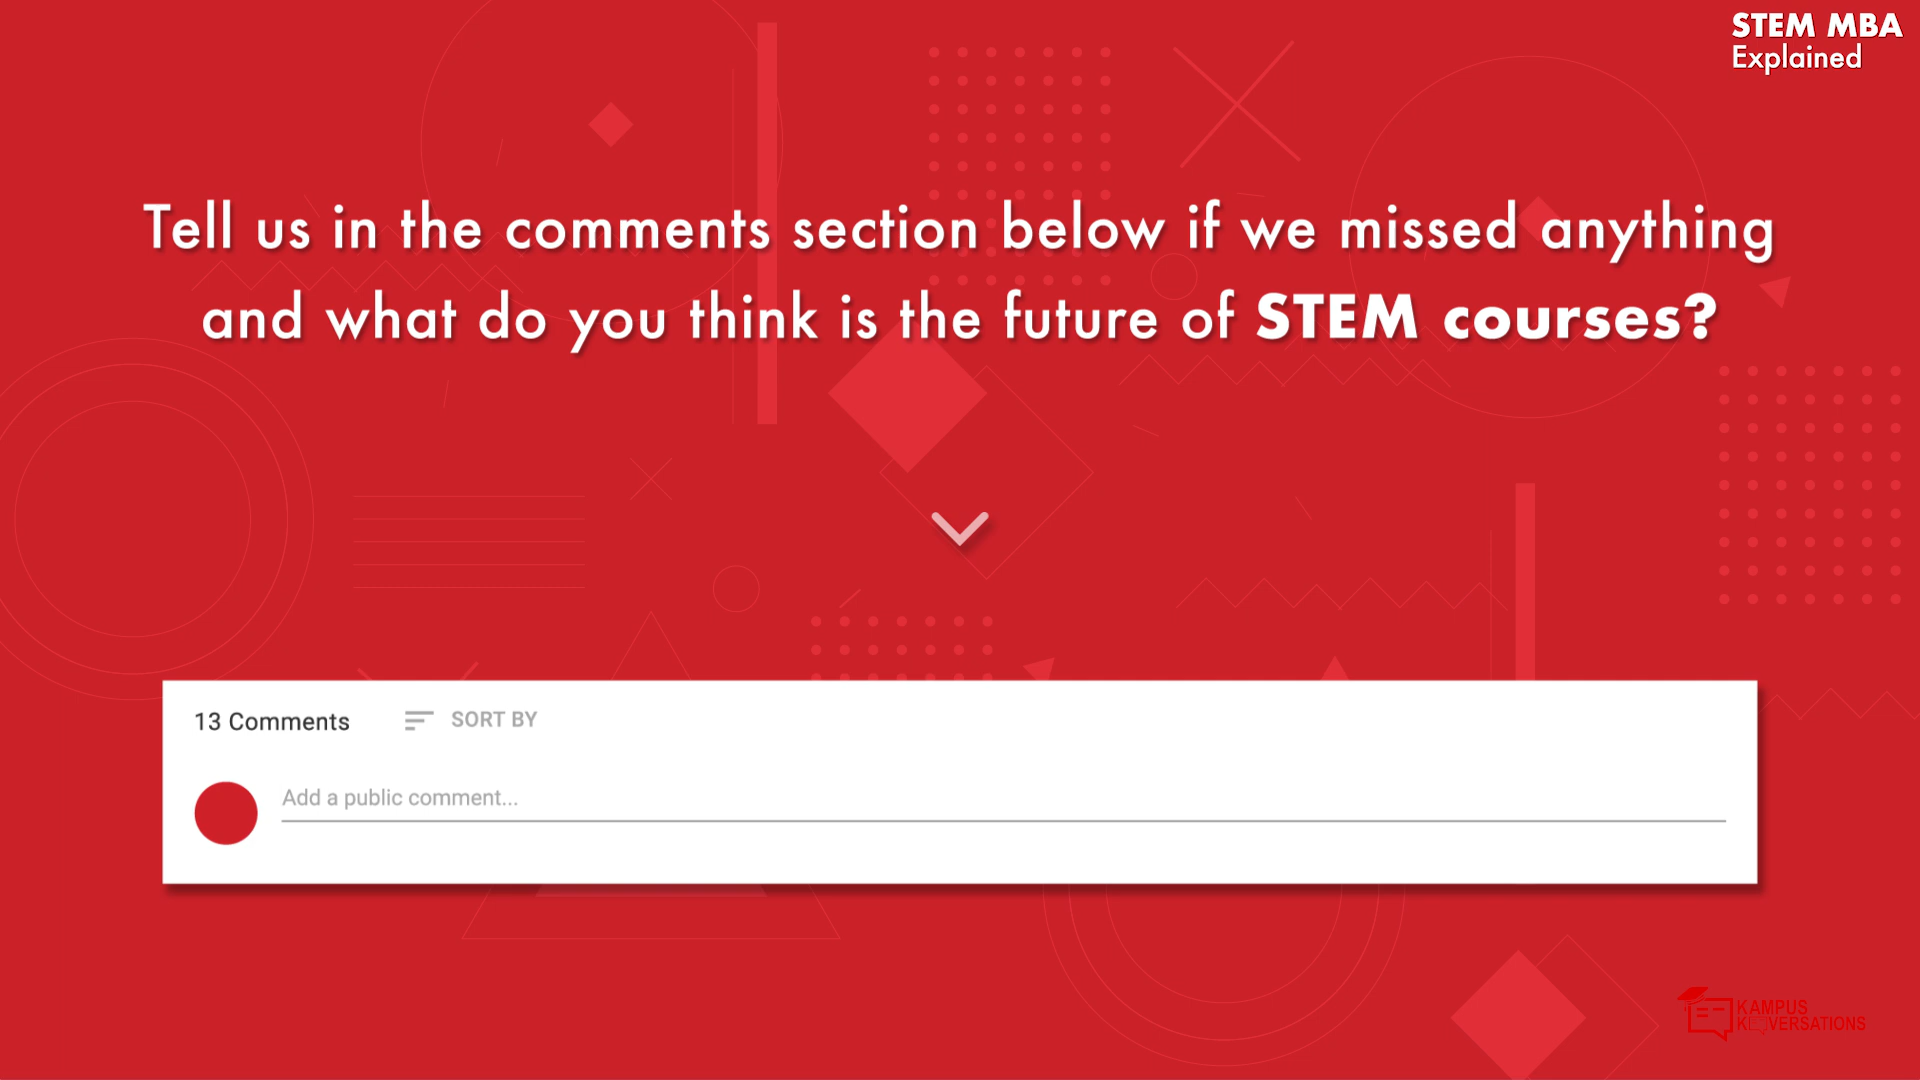 STEM MBA
Explained
Tell us in the comments section below if we missed anything
and what do you think is the future of STEM courses?
13 Comments SORT BY
Add a public comment...
KAMPUS